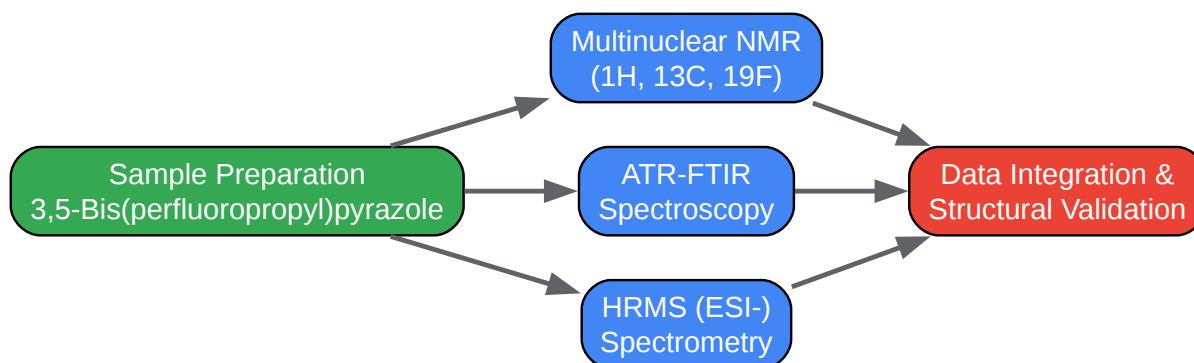 Multinuclear NMR
(1H, 13C, 19F)
Sample Preparation
3,5-Bis(perfluoropropyl)pyrazole
ATR-FTIR
Spectroscopy
Data Integration &
Structural Validation
HRMS (ESI-)
Spectrometry